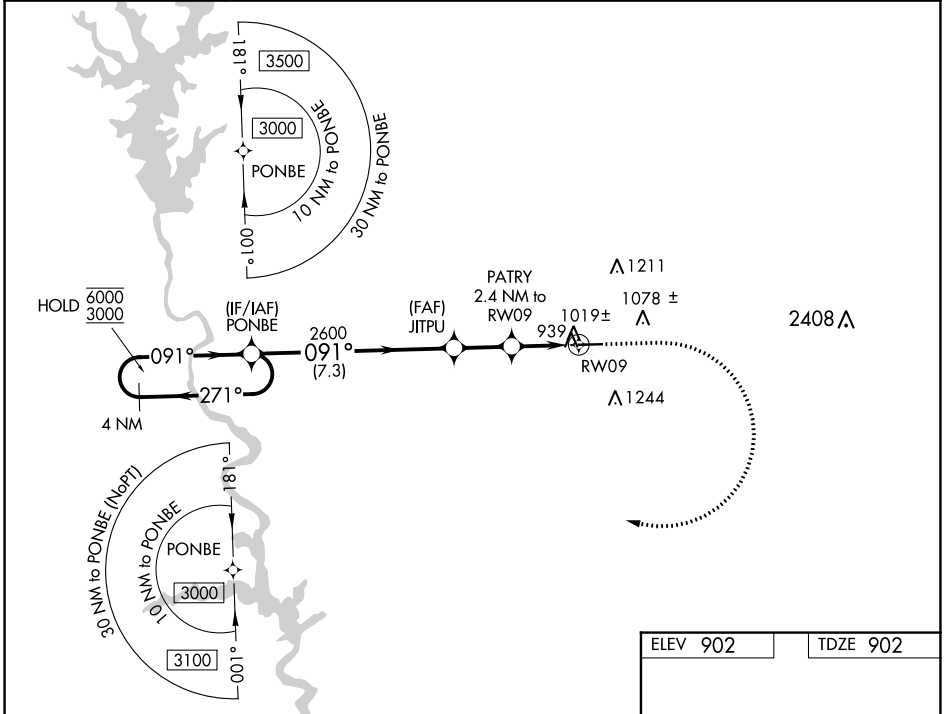 181°
3500
3000
PONBE
10 NM to PONBE
30 NM to PONBE
001°
HOLD 6000
3000
(IF/IAF)
PONBE
091°
271°
4 NM
2600
091°
(7.3)
(FAF)
JITPU
PATRY
2.4 NM to
RW09
939
1019±
RW09
1211
1078 ±
1244
2408
181°
30 NM to PONBE (NoPT)
10 NM to PONBE
PONBE
3000
3100
001°
ELEV 902
TDZE 902